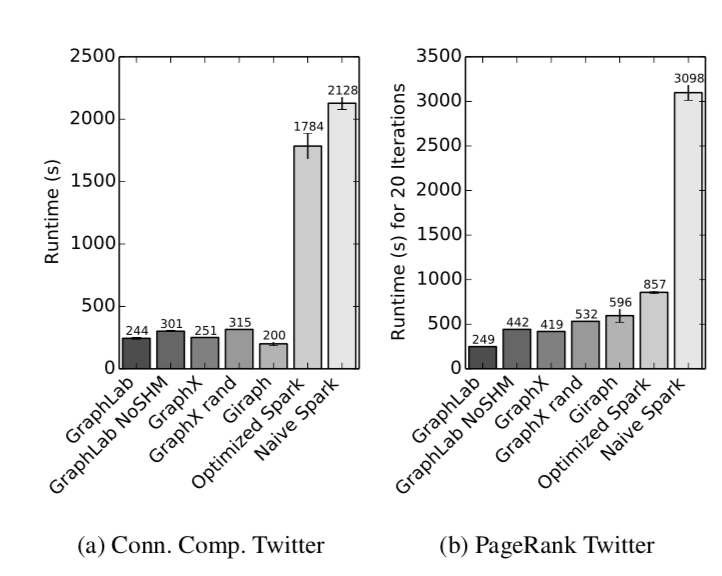 2500
2000
1500
1000
500
0
Runtime (s)
244
301
251
315
200
1784
2128
GraphLab
GraphLab NoSHM
GraphX
GraphX rand
Giraph
Optimized Spark
Naive Spark
(a) Conn. Comp. Twitter
3500
3000
2500
2000
1500
1000
500
0
Runtime (s) for 20 Iterations
249
442
419
532
596
857
3098
GraphLab
GraphLab NoSHM
GraphX
GraphX rand
Giraph
Optimized Spark
Naive Spark
(b) PageRank Twitter